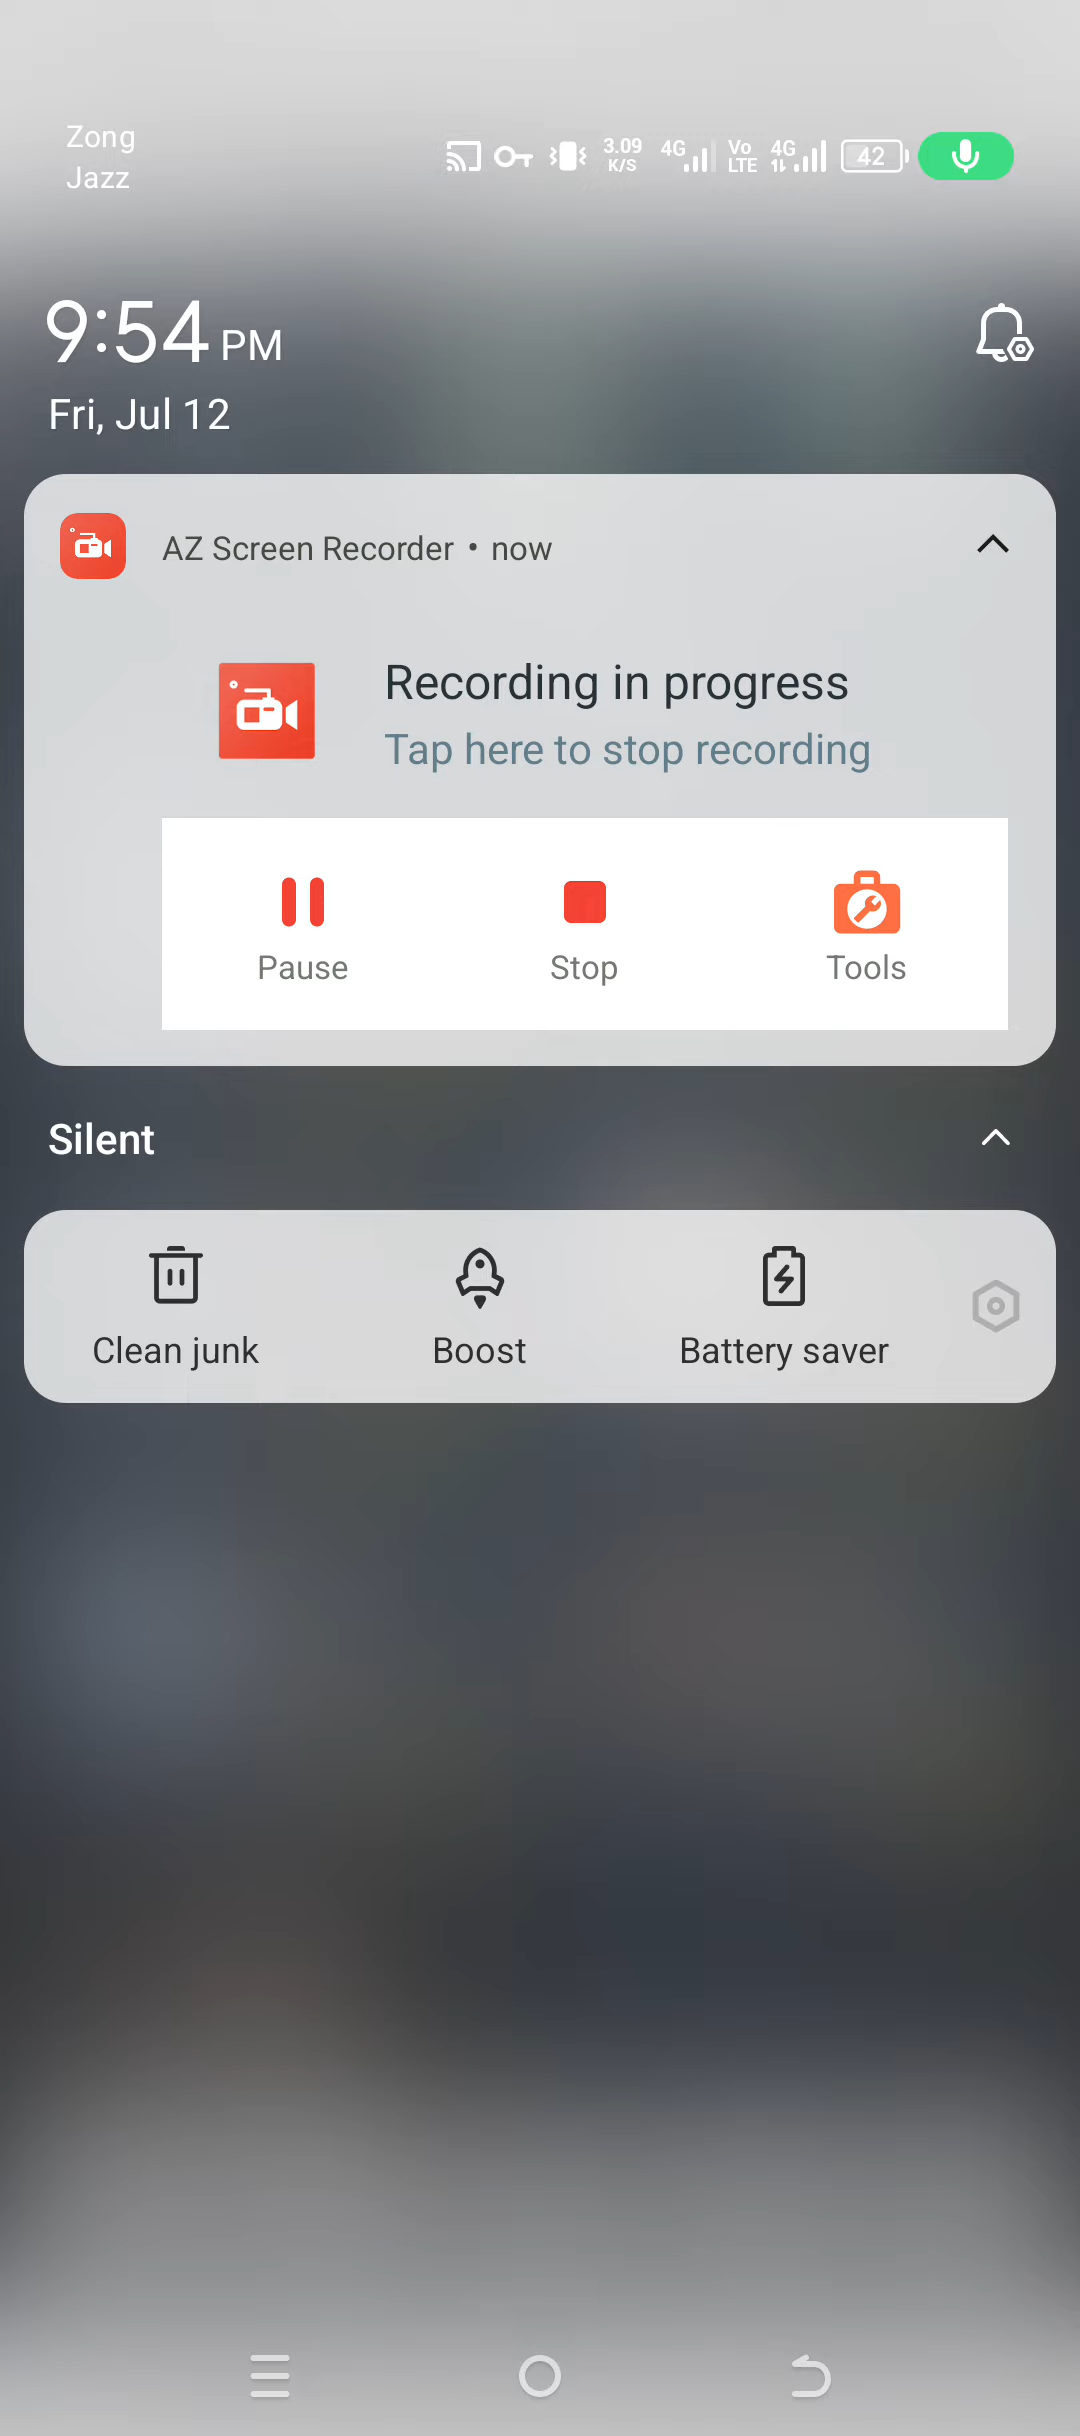 Zong
Jazz
3.09
K/S
4G
Vo
LTE
4G
42
9:54 PM
Fri, Jul 12
AZ Screen Recorder • now
Recording in progress
Tap here to stop recording
Pause
Stop
Tools
Silent
Clean junk
Boost
Battery saver